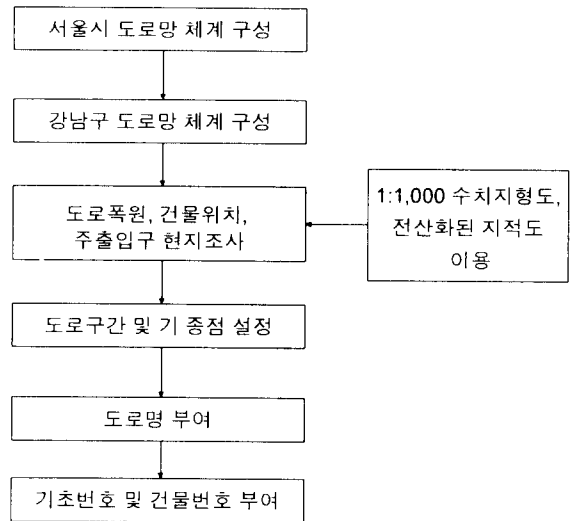 서울시 도로망 체계 구성
강남구 도로망 체계 구성
도로폭원, 건물위치,
주출입구 현지조사
1:1,000 수치지형도,
전산화된 지적도
이용
도로구간 및 기 종점 설정
도로명 부여
기초번호 및 건물번호 부여